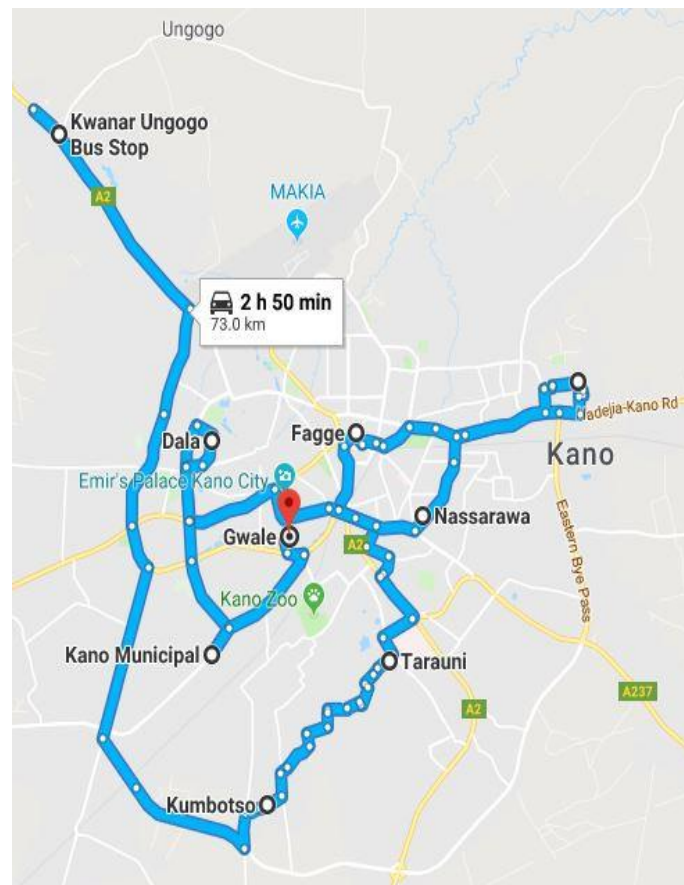 Ungogo
Kwanar Ungogo
Bus Stop
A2
MAKIA
2 h 50 min
73.0 km
Dala
Fagge
Jadejia-Kano Rd
Kano
Emir's Palace Kano City
Gwale
A2
Nassarawa
Eastern Bye Pass
Kano Zoo
Kano Municipal
Tarauni
A2
A237
Kumbotso